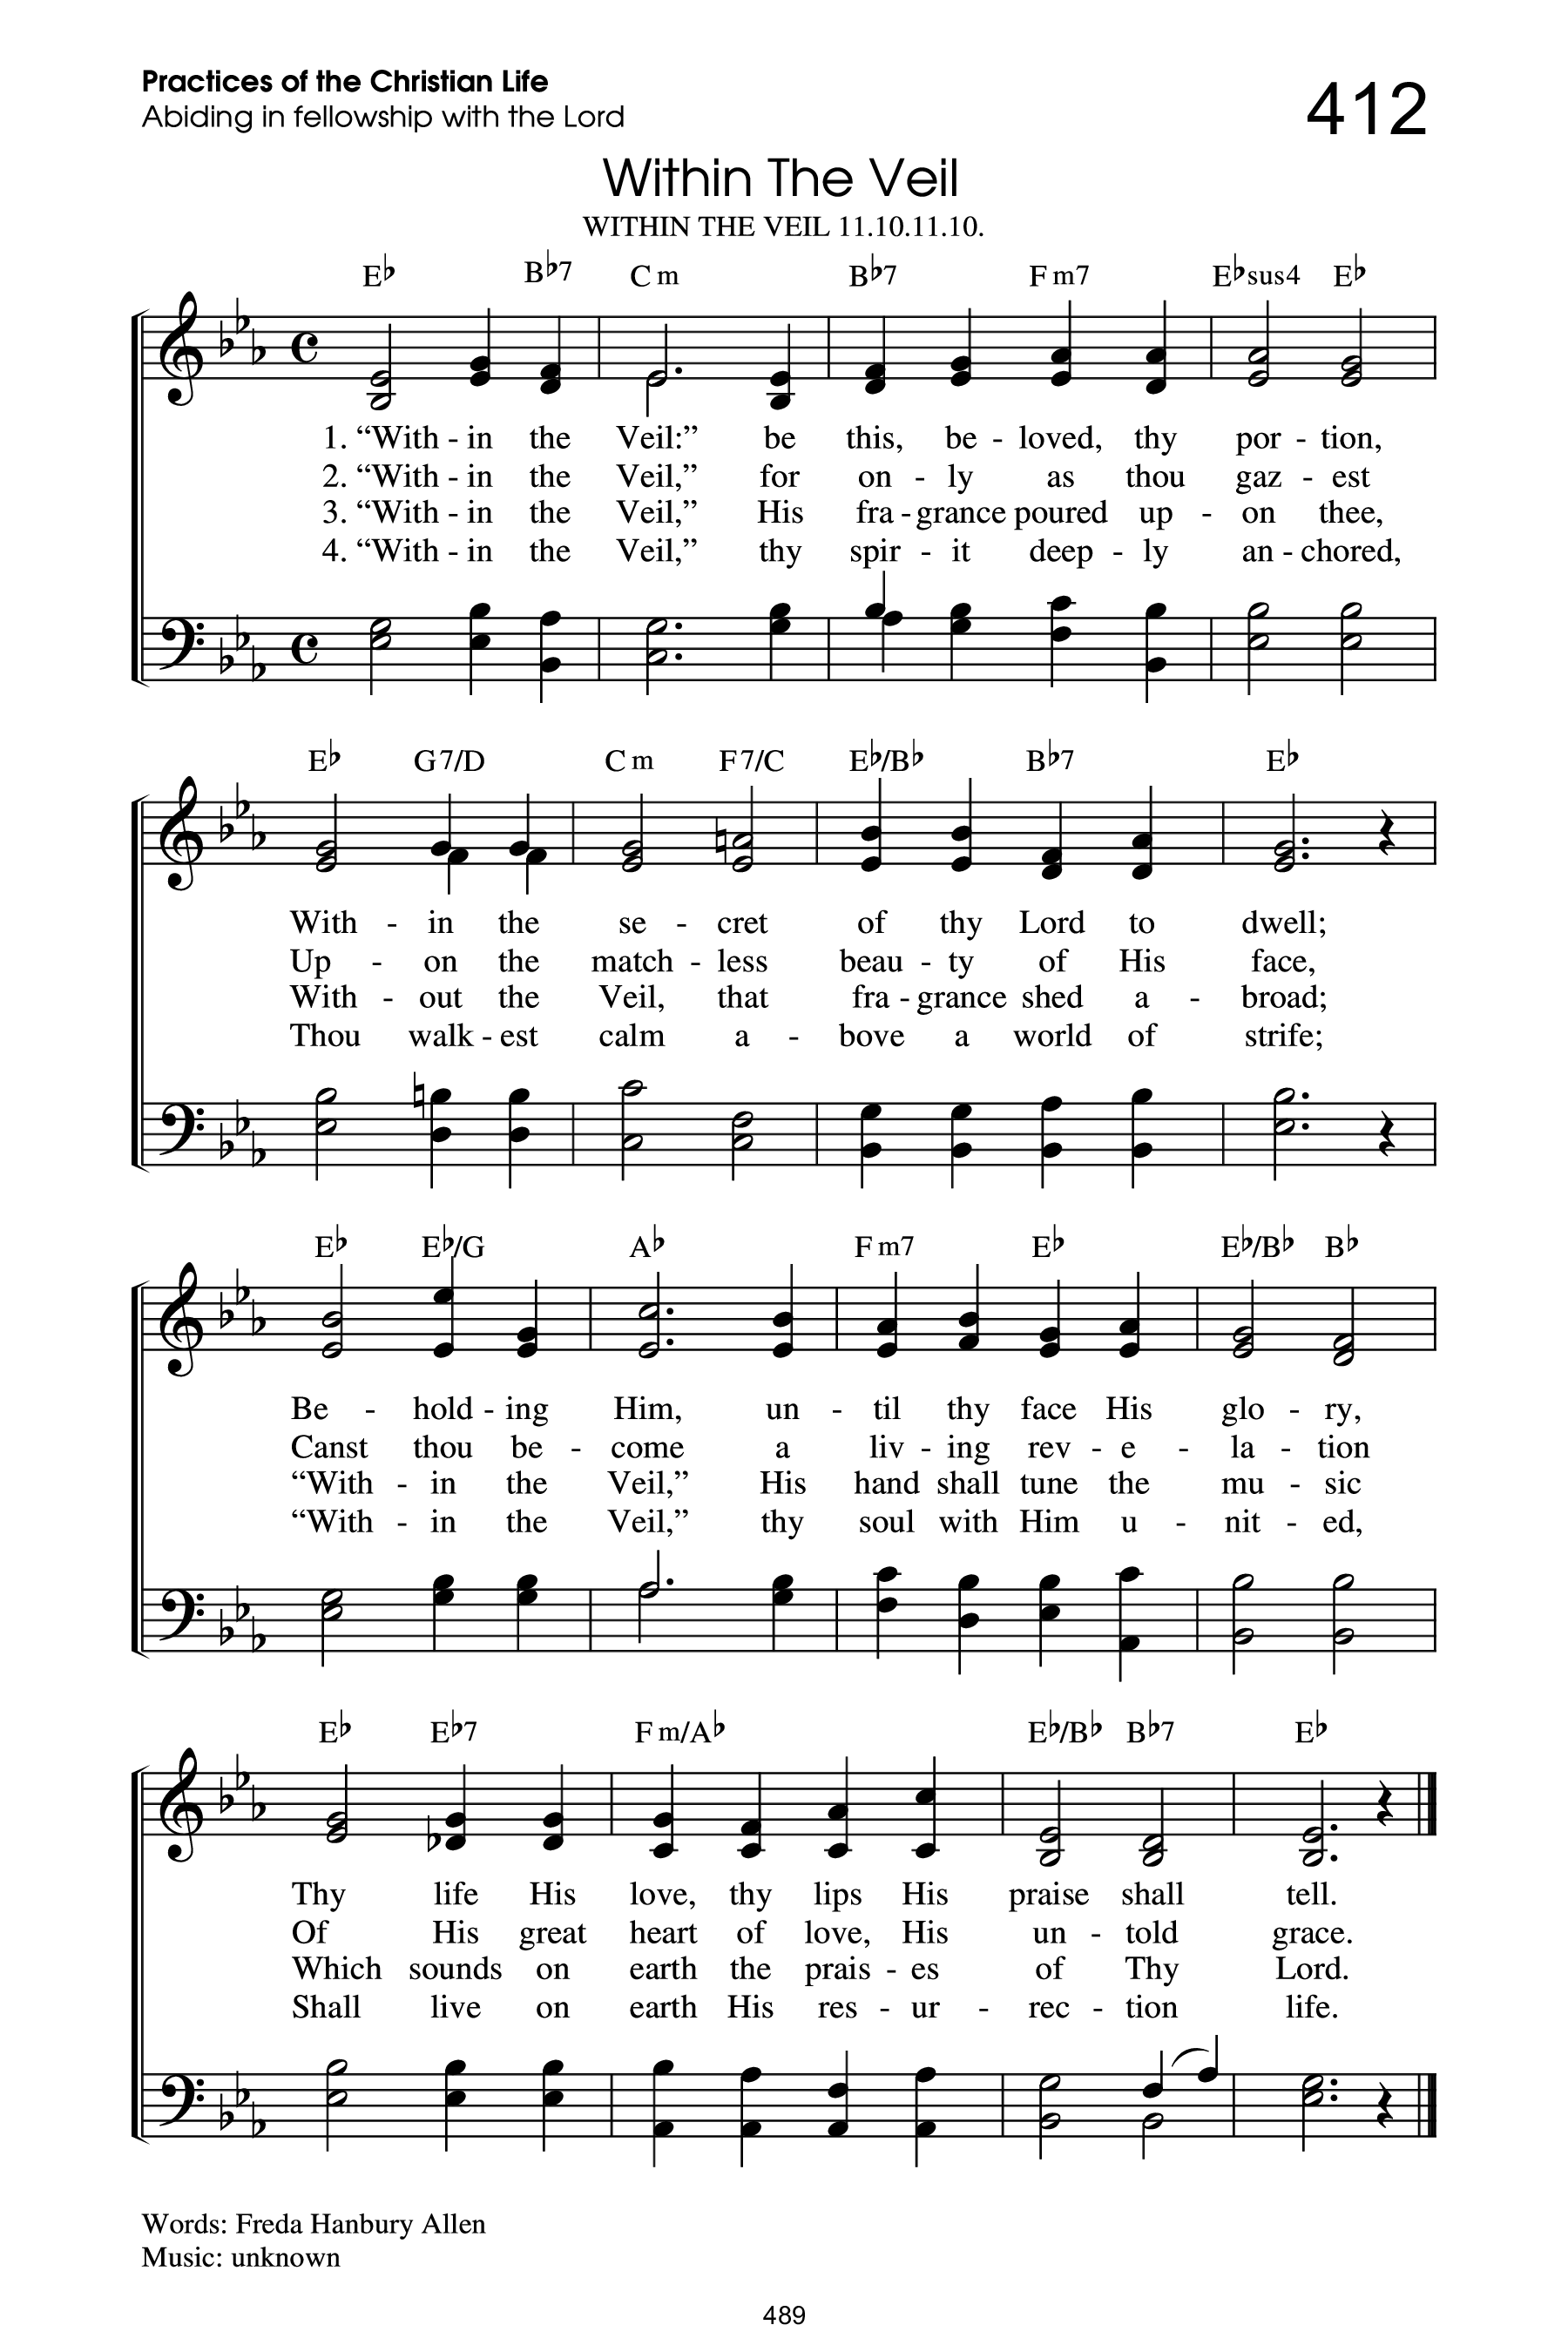 Practices of the Christian Life
Abiding in fellowship with the Lord
412
Within The Veil
WITHIN THE VEIL 11.10.11.10.
E♭ B♭7 C m B♭7 F m7 E♭sus4 E♭
1. “With - in the Veil:” be this, be - loved, thy por - tion,
2. “With - in the Veil,” for on - ly as thou gaz - est
3. “With - in the Veil,” His fra - grance poured up - on thee,
4. “With - in the Veil,” thy spir - it deep - ly an - chored,
E♭ G7/D C m F7/C E♭/B♭ B♭7 E♭
With - in the se - cret of thy Lord to dwell;
Up - on the match - less beau - ty of His face,
With - out the Veil, that fra - grance shed a - broad;
Thou walk - est calm a - bove a world of strife;
E♭ E♭/G A♭ F m7 E♭ E♭/B♭ B♭
Be - hold - ing Him, un - til thy face His glo - ry,
Canst thou be - come a liv - ing rev - e - la - tion
“With - in the Veil,” His hand shall tune the mu - sic
“With - in the Veil,” thy soul with Him u - nit - ed,
E♭ E♭7 F m/A♭ E♭/B♭ B♭7 E♭
Thy life His love, thy lips His praise shall tell.
Of His great heart of love, His un - told grace.
Which sounds on earth the prais - es of Thy Lord.
Shall live on earth His res - ur - rec - tion life.
Words: Freda Hanbury Allen
Music: unknown
489